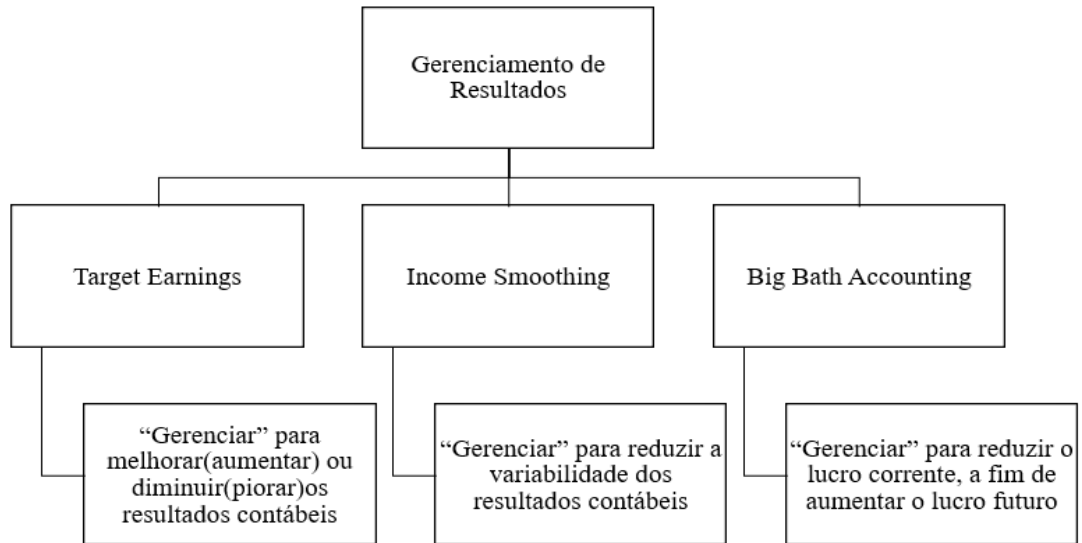 Gerenciamento de
Resultados
Target Earnings
Income Smoothing
Big Bath Accounting
“Gerenciar” para
melhorar(aumentar) ou
diminuir(piorar)os
resultados contábeis
“Gerenciar” para reduzir a
variabilidade dos
resultados contábeis
“Gerenciar” para reduzir o
lucro corrente, a fim de
aumentar o lucro futuro